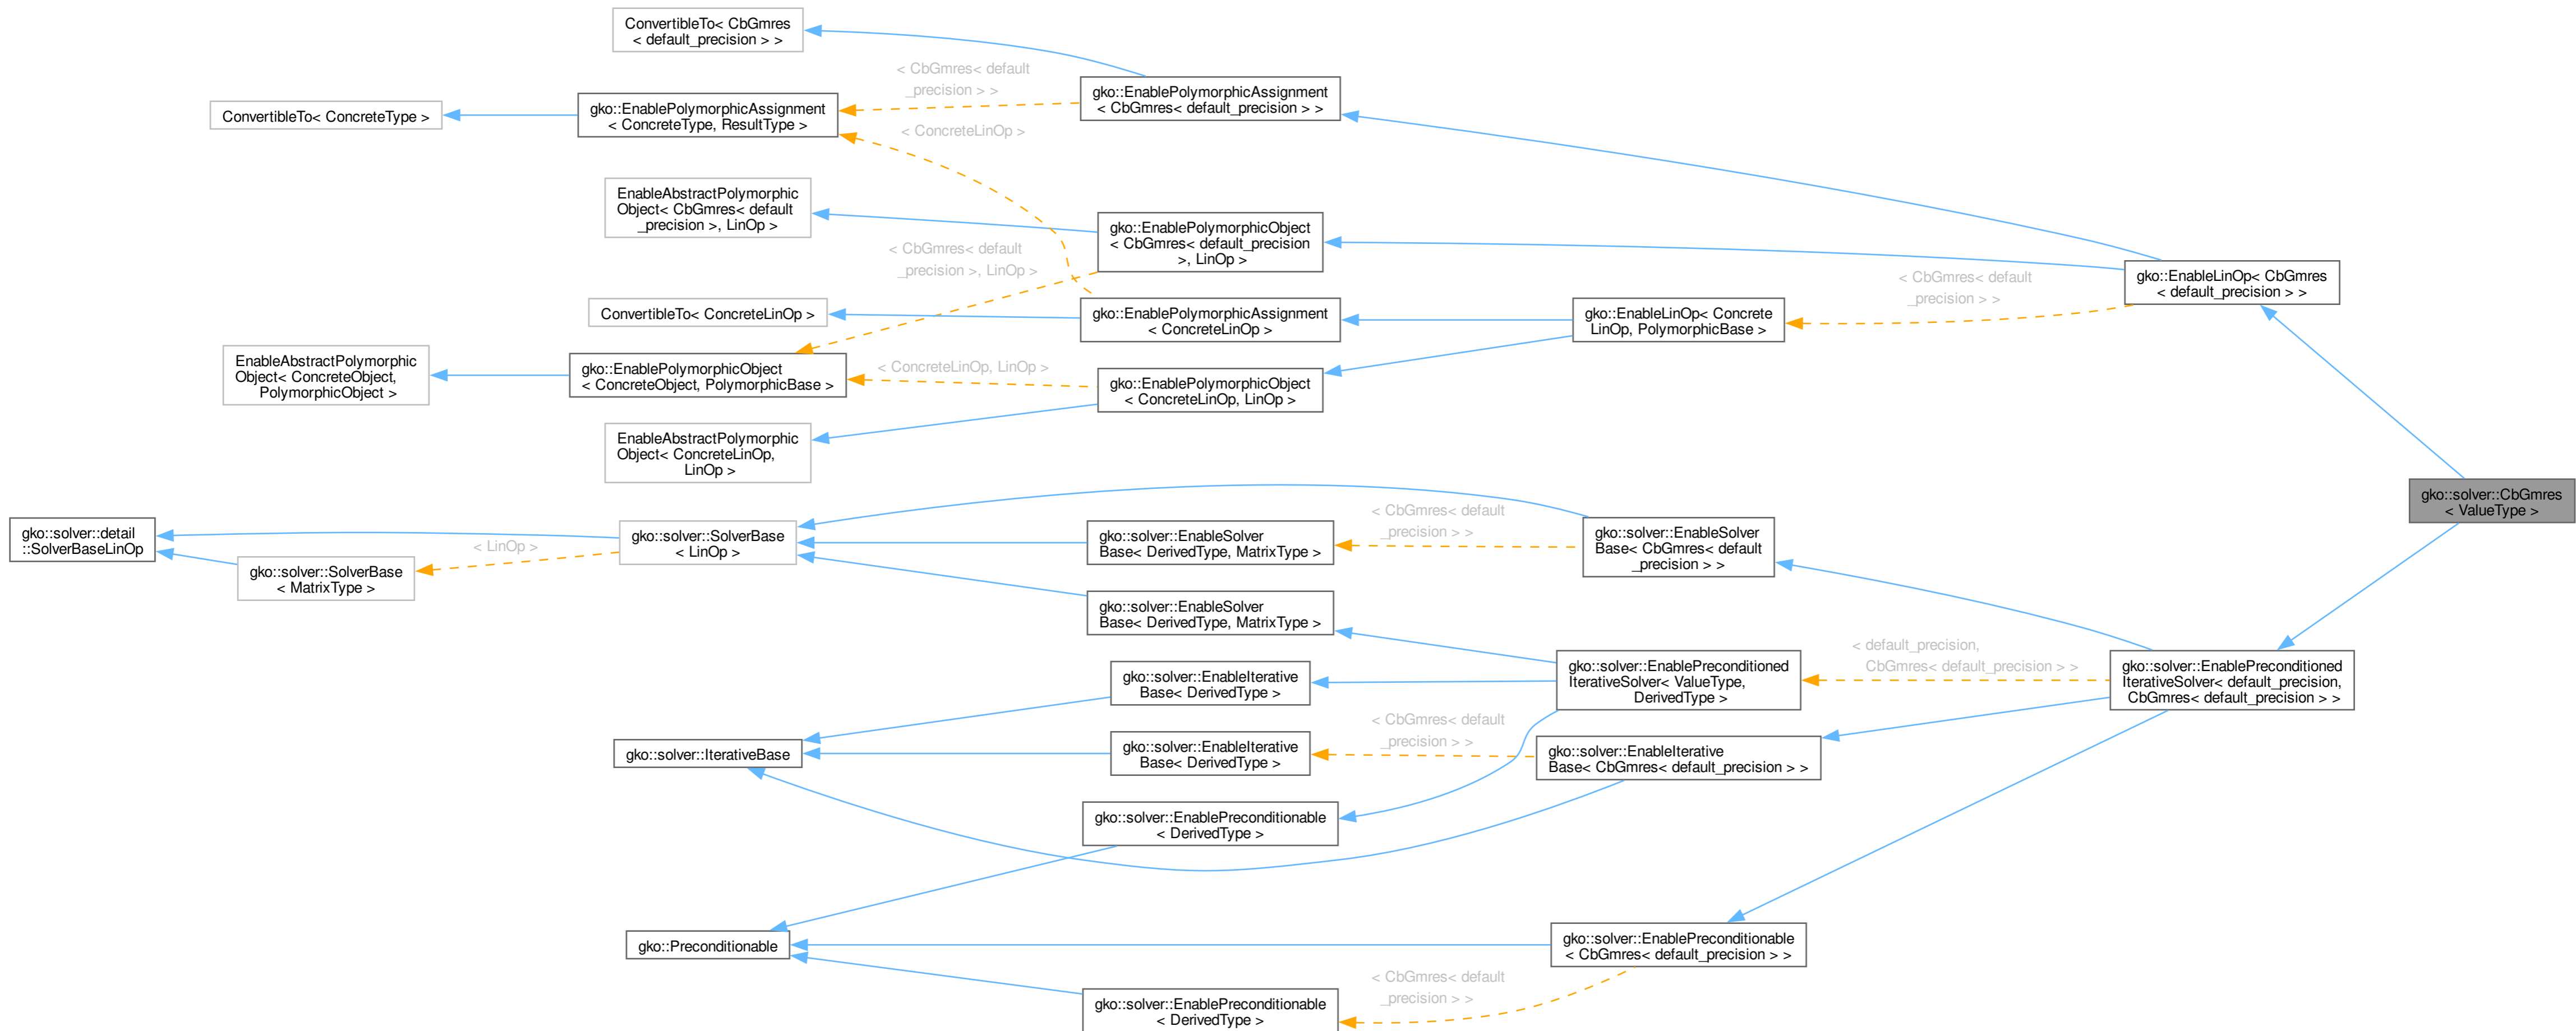 ConvertibleTo< CbGmres
< default_precision > >
< CbGmres< default
_precision > >
gko::EnablePolymorphicAssignment
< CbGmres< default_precision > >
ConvertibleTo< ConcreteType >
gko::EnablePolymorphicAssignment
< ConcreteType, ResultType >
< ConcreteLinOp >
EnableAbstractPolymorphic
Object< CbGmres< default
_precision >, LinOp >
gko::EnablePolymorphicObject
< CbGmres< default_precision
>, LinOp >
< CbGmres< default
_precision >, LinOp >
gko::EnableLinOp< CbGmres
< default_precision > >
< CbGmres< default
_precision > >
ConvertibleTo< ConcreteLinOp >
gko::EnablePolymorphicAssignment
< ConcreteLinOp >
gko::EnableLinOp< Concrete
LinOp, PolymorphicBase >
EnableAbstractPolymorphic
Object< ConcreteObject,
PolymorphicObject >
gko::EnablePolymorphicObject
< ConcreteObject, PolymorphicBase >
< ConcreteLinOp, LinOp >
gko::EnablePolymorphicObject
< ConcreteLinOp, LinOp >
EnableAbstractPolymorphic
Object< ConcreteLinOp,
LinOp >
gko::solver::CbGmres
< ValueType >
gko::solver::detail
::SolverBaseLinOp
< LinOp >
gko::solver::SolverBase
< MatrixType >
gko::solver::SolverBase
< LinOp >
gko::solver::EnableSolver
Base< DerivedType, MatrixType >
< CbGmres< default
_precision > >
gko::solver::EnableSolver
Base< CbGmres< default
_precision > >
gko::solver::EnableSolver
Base< DerivedType, MatrixType >
gko::solver::EnableIterative
Base< DerivedType >
gko::solver::EnablePreconditioned
IterativeSolver< ValueType,
DerivedType >
< default_precision,
CbGmres< default_precision > >
gko::solver::EnablePreconditioned
IterativeSolver< default_precision,
CbGmres< default_precision > >
gko::solver::IterativeBase
gko::solver::EnableIterative
Base< DerivedType >
< CbGmres< default
_precision > >
gko::solver::EnableIterative
Base< CbGmres< default_precision > >
gko::solver::EnablePreconditionable
< DerivedType >
gko::Preconditionable
gko::solver::EnablePreconditionable
< CbGmres< default_precision > >
< CbGmres< default
_precision > >
gko::solver::EnablePreconditionable
< DerivedType >